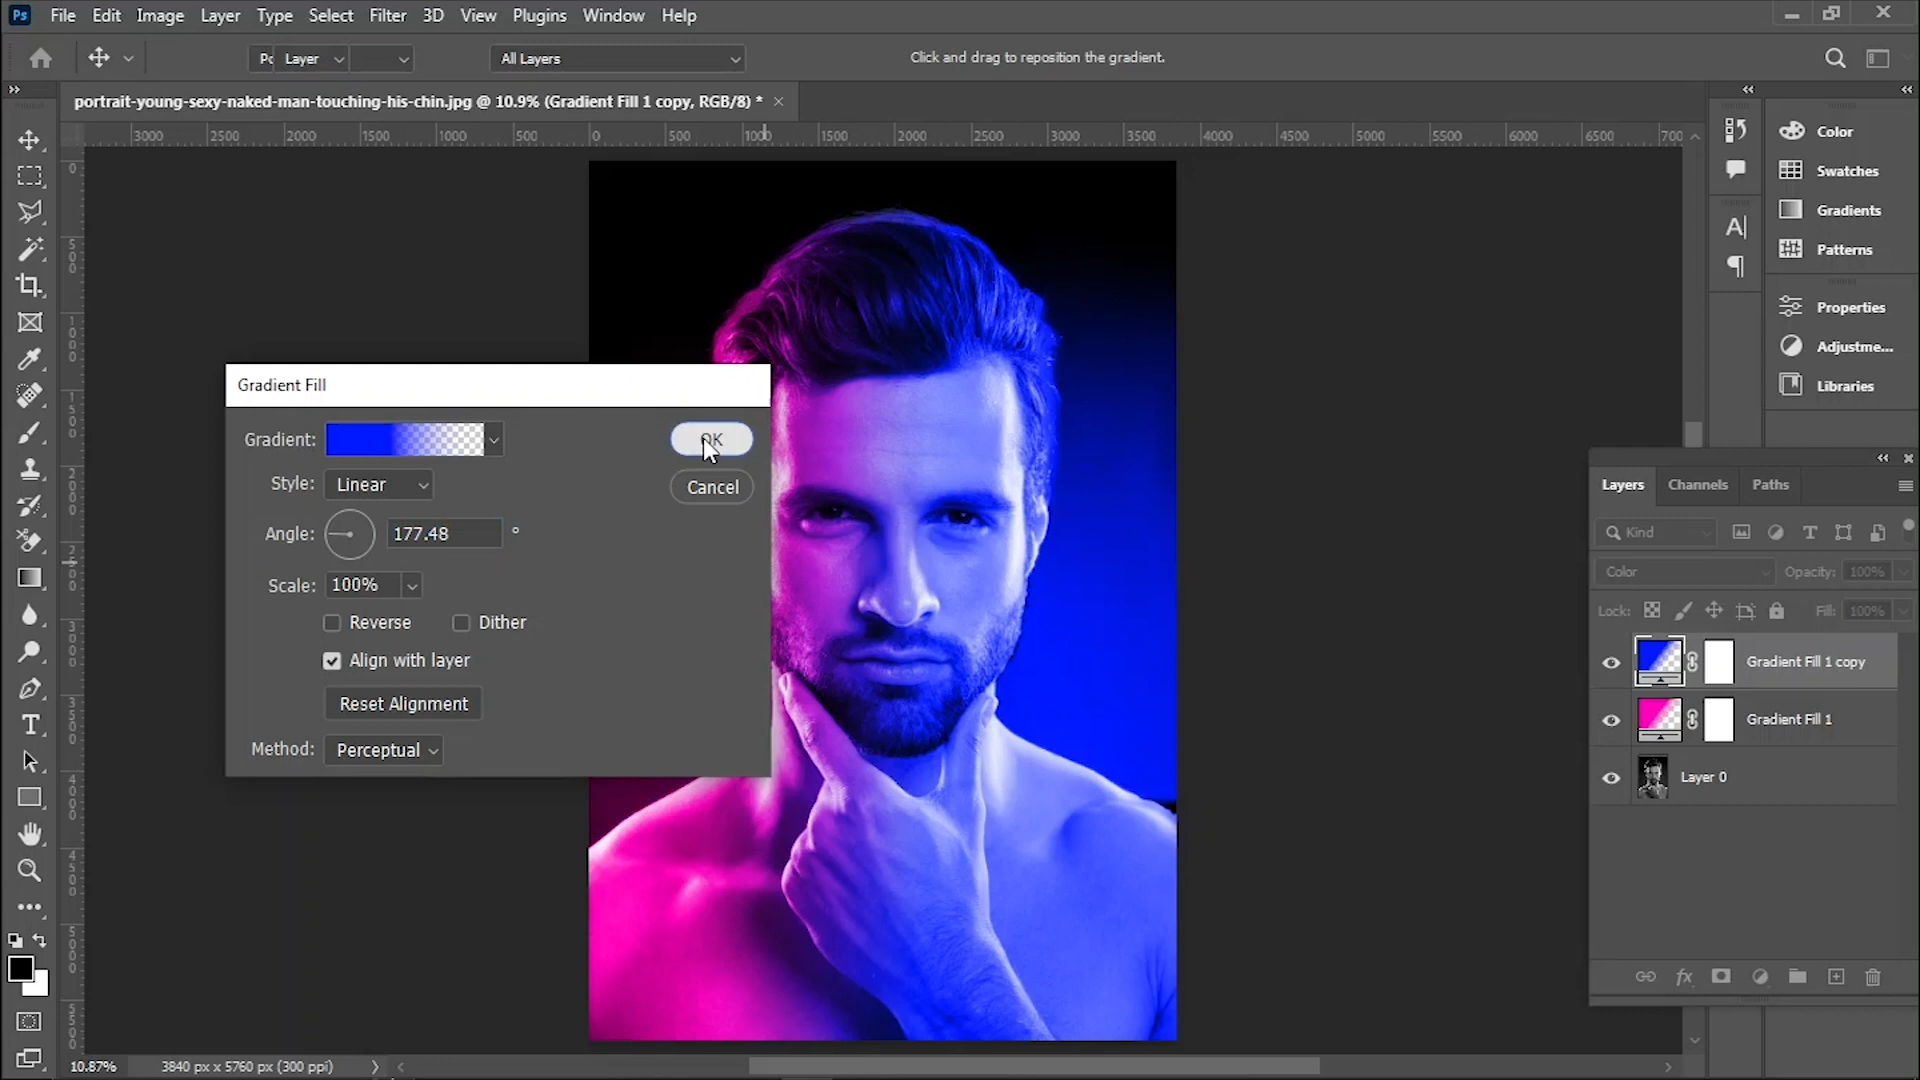 Ps File Edit Image Layer Type Select Filter 3D View Plugins Window Help
Layer All Layers Click and drag to reposition the gradient.
portrait-young-sexy-naked-man-touching-his-chin.jpg @ 10.9% (Gradient Fill 1 copy, RGB/8) *
3000 2500 2000 1500 1000 500 0 500 1000 1500 2000 2500 3000 3500 4000 4500 5000 5500 6000 6500
Color
Swatches
Gradients
Patterns
Properties
Adjustme...
Libraries
Gradient Fill
Gradient:
OK
Style: Linear
Cancel
Angle: 177.48 °
Scale: 100%
Reverse Dither
Align with layer
Reset Alignment
Method: Perceptual
Layers Channels Paths
Kind
Color Opacity: 100%
Lock: Fill: 100%
Gradient Fill 1 copy
Gradient Fill 1
Layer 0
10.87% 3840 px x 5760 px (300 ppi)